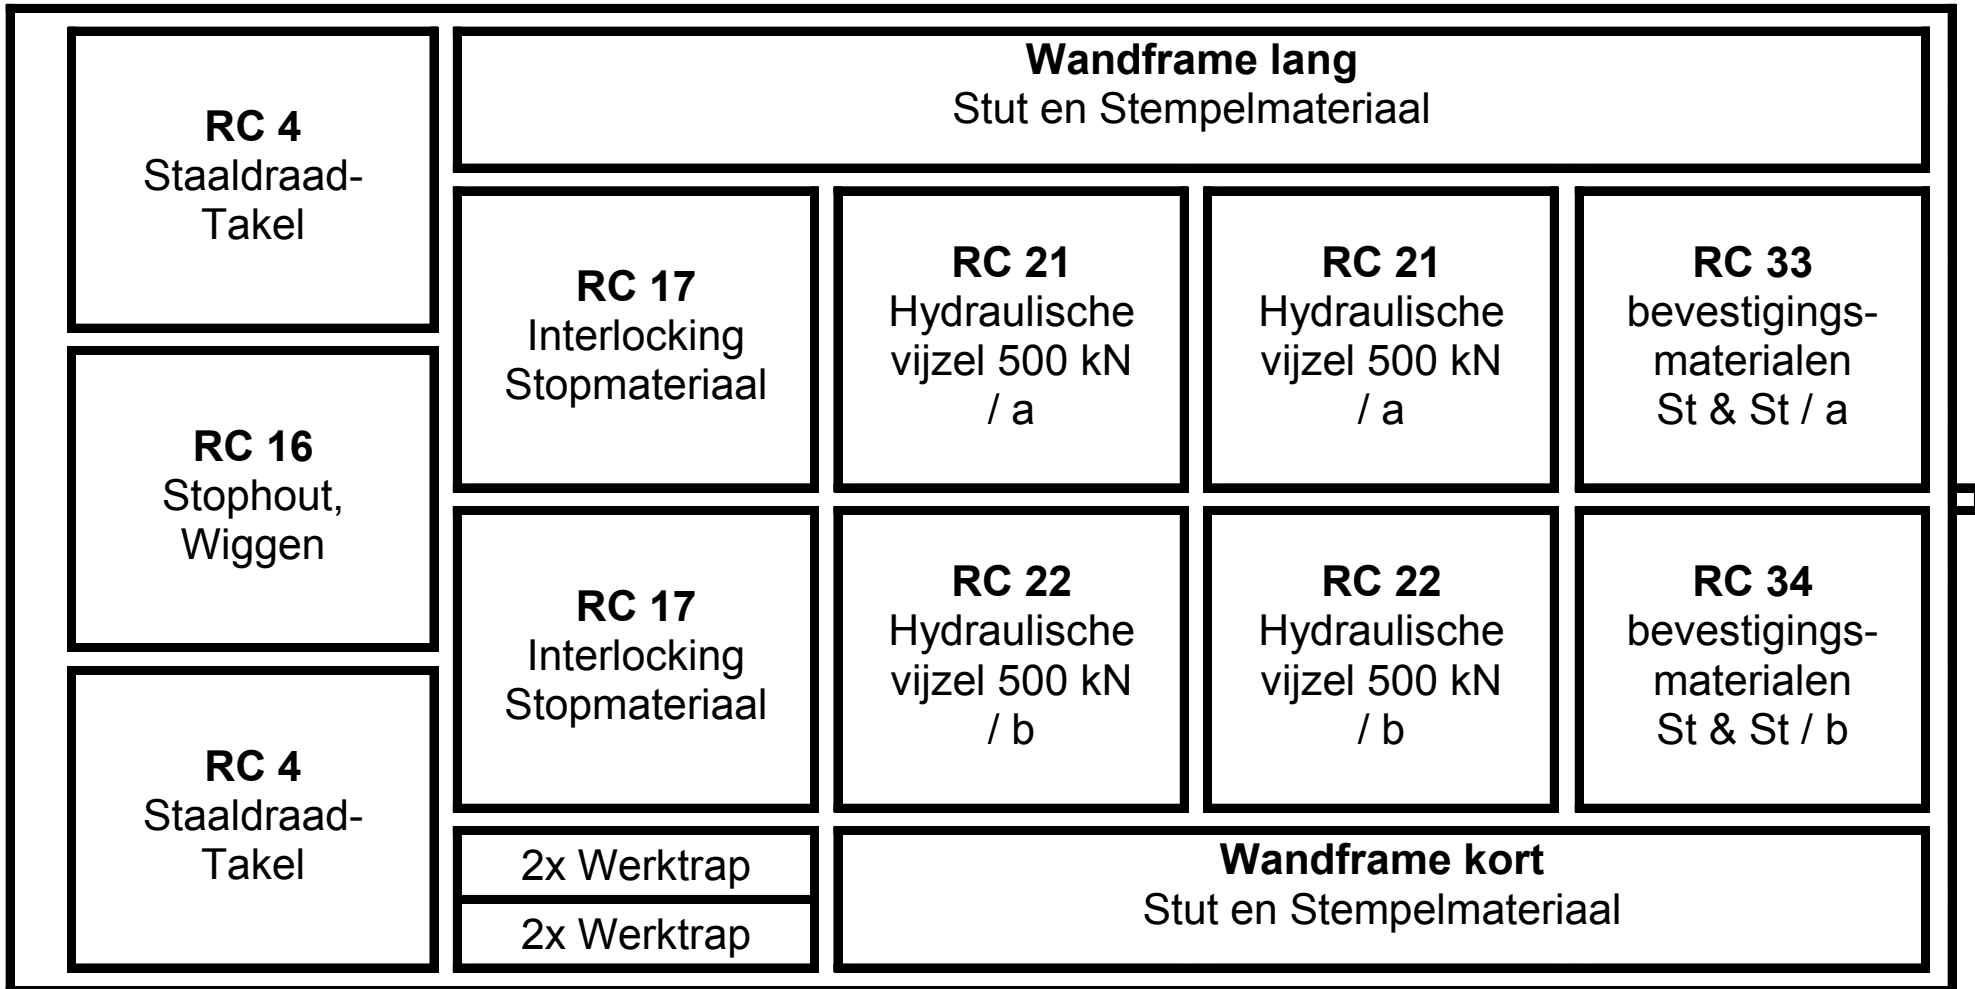 RC 4
Staaldraad-
Takel
RC 16
Stophout,
Wiggen
RC 4
Staaldraad-
Takel
Wandframe lang
Stut en Stempelmateriaal
RC 17
Interlocking
Stopmateriaal
RC 21
Hydraulische
vijzel 500 kN
/ a
RC 21
Hydraulische
vijzel 500 kN
/ a
RC 33
bevestigings-
materialen
St & St / a
RC 17
Interlocking
Stopmateriaal
RC 22
Hydraulische
vijzel 500 kN
/ b
RC 22
Hydraulische
vijzel 500 kN
/ b
RC 34
bevestigings-
materialen
St & St / b
2x Werktrap
2x Werktrap
Wandframe kort
Stut en Stempelmateriaal